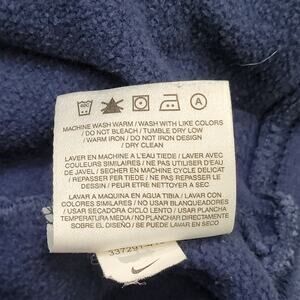 A
MACHINE WASH WARM / WASH WITH LIKE COLORS
/ DO NOT BLEACH / TUMBLE DRY LOW
/ WARM IRON / DO NOT IRON DESIGN
/ DRY CLEAN
LAVER EN MACHINE A L'EAU TIEDE / LAVER AVEC
COULEURS SIMILAIRES / NE PAS UTILISER D'EAU
DE JAVEL / SECHER EN MACHINE CYCLE DELICAT
/ REPASSER FER TIEDE / NE PAS REPASSER LE
DESSIN / PEUR ETRE NETTOYER A SEC
LAVAR A MAQUINA EN AGUA TIBIA / LAVAR CON
COLORES SIMILARES / NO USAR BLANQUEADORES
/ USAR SECADORA CICLO LENTO / USAR PLANCHA
TEMPERATURA MEDIA / NO PLANCHAR DIRECTAMENTE
SOBRE EL DISEÑO / SE PUEDE LAVAR EN SECO